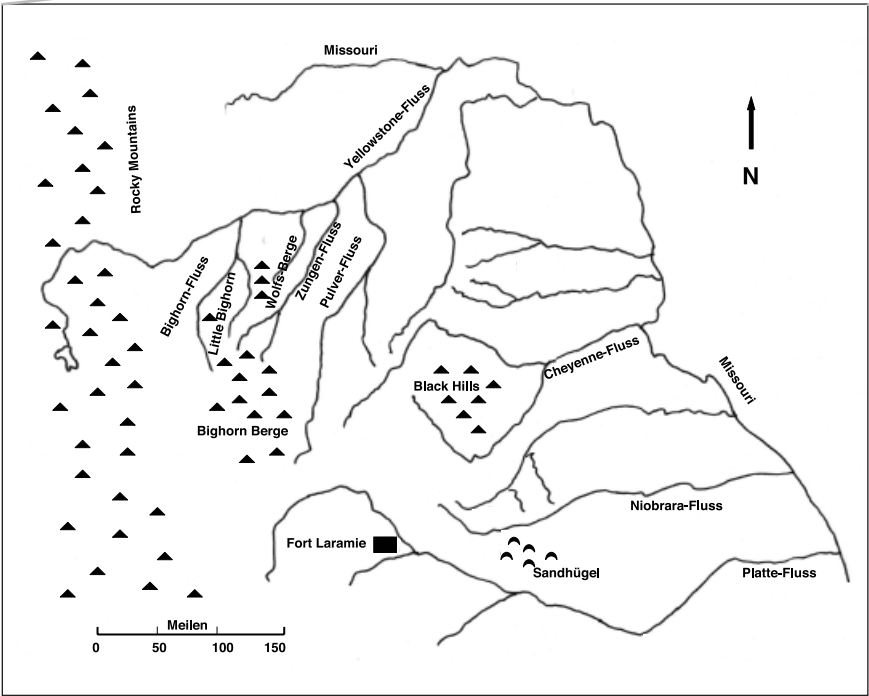 Missouri
Rocky Mountains
Yellowstone-Fluss
N
Bighorn-Fluss
Little Bighorn
Wolfs-Berge
Zungen-Fluss
Pulver-Fluss
Cheyenne-Fluss
Missouri
Black Hills
Bighorn Berge
Niobrara-Fluss
Fort Laramie
Sandhügel
Platte-Fluss
Meilen
0 50 100 150